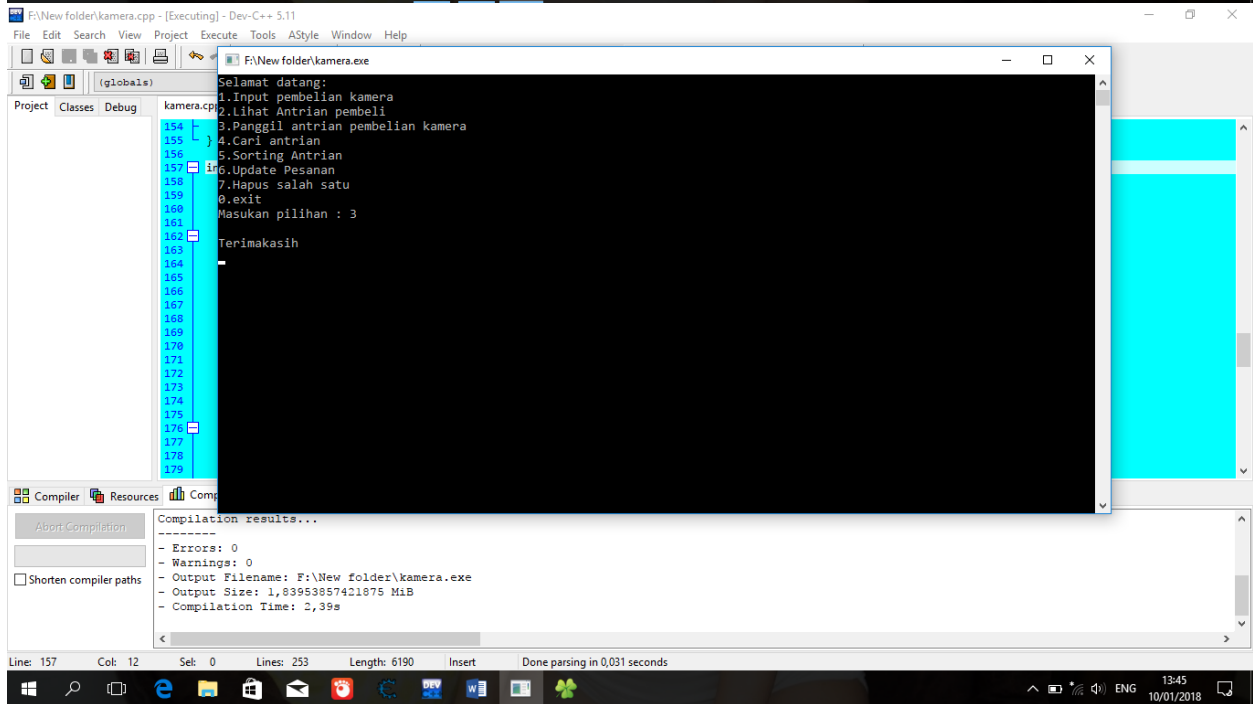 F:\New folder\kamera.cpp - [Executing] - Dev-C++ 5.11
File Edit Search View Project Execute Tools AStyle Window Help
F:\New folder\kamera.exe
(globals)
Project Classes Debug
kamera.cpp
Selamat datang:
1.Input pembelian kamera
2.Lihat Antrian pembeli
3.Panggil antrian pembelian kamera
4.Cari antrian
5.Sorting Antrian
6.Update Pesanan
7.Hapus salah satu
0.exit
Masukan pilihan : 3
Terimakasih
154
155 }
156
157 in
158
159
160
161
162
163
164
165
166
167
168
169
170
171
172
173
174
175
176
177
178
179
Compiler Resources Comp
Abort Compilation
Shorten compiler paths
Compilation results...
--------
- Errors: 0
- Warnings: 0
- Output Filename: F:\New folder\kamera.exe
- Output Size: 1,83953857421875 MiB
- Compilation Time: 2,39s
Line: 157 Col: 12 Sel: 0 Lines: 253 Length: 6190 Insert Done parsing in 0,031 seconds
DEV
ENG
13:45
10/01/2018